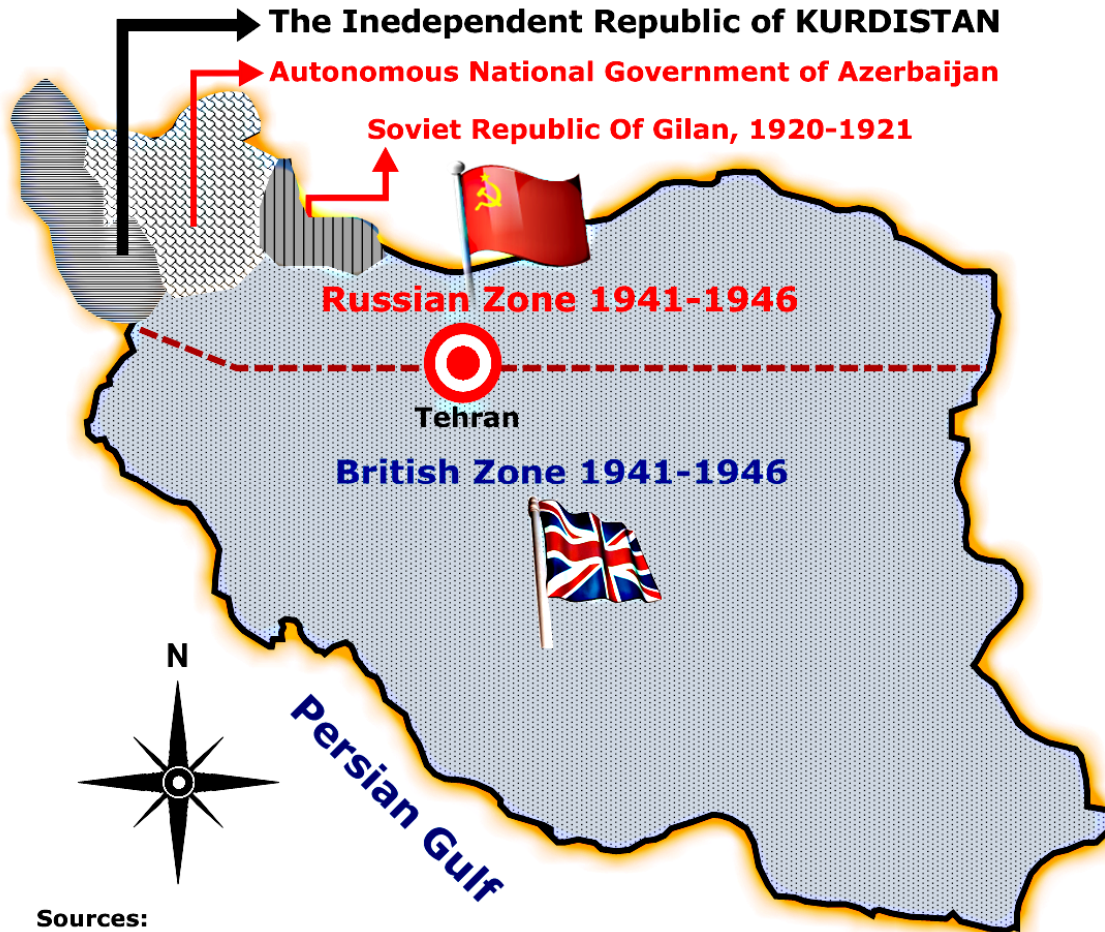 The Inedependent Republic of KURDISTAN
Autonomous National Government of Azerbaijan
Soviet Republic Of Gilan, 1920-1921
Russian Zone 1941-1946
Tehran
British Zone 1941-1946
N
Persian Gulf
Sources: